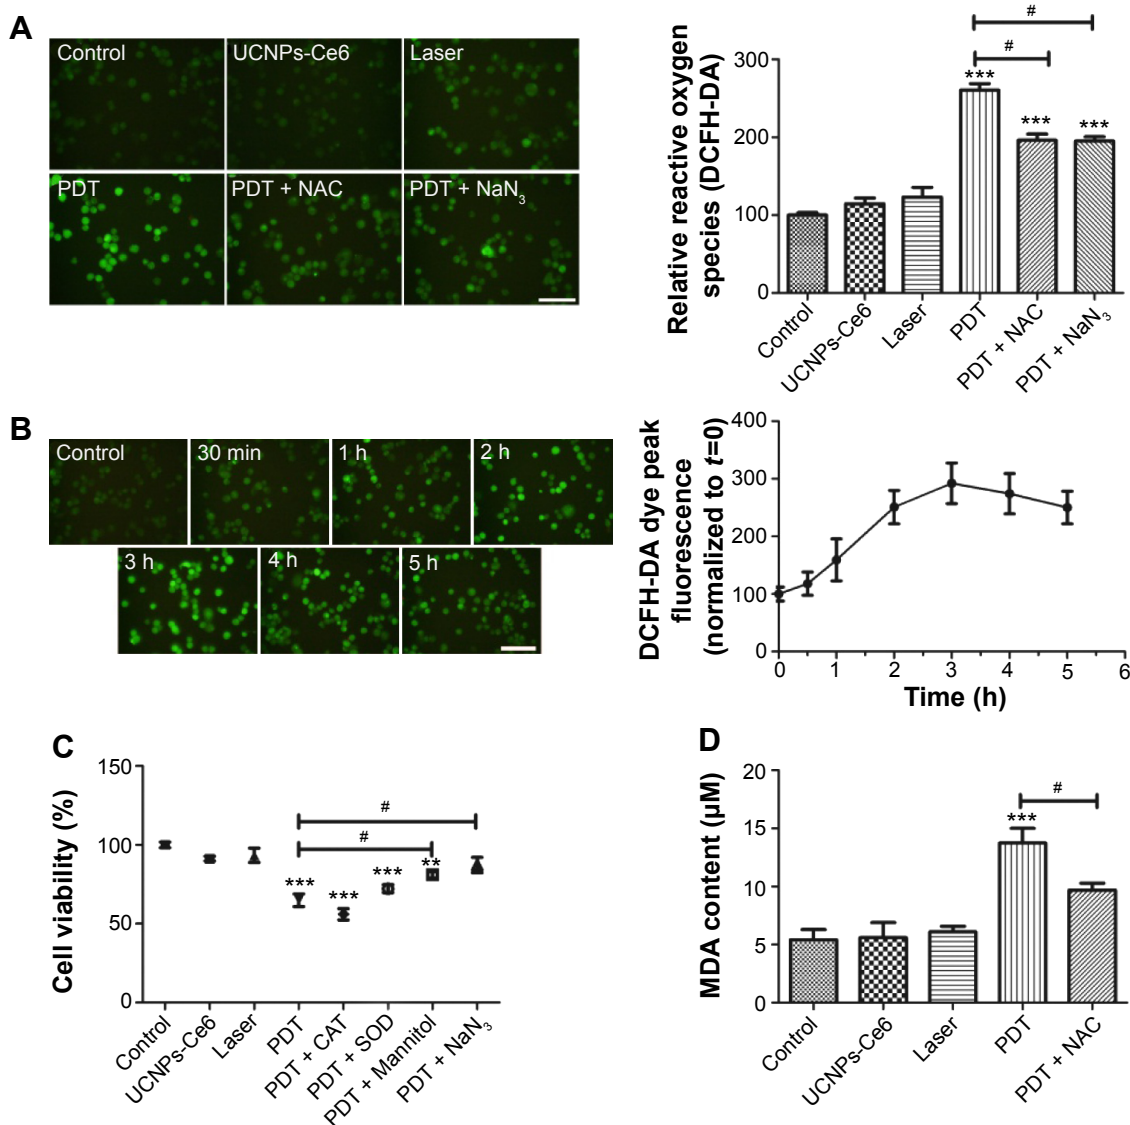 A
Control
UCNPs-Ce6
Laser
PDT
PDT + NAC
PDT + NaN3
Relative reactive oxygen
species (DCFH-DA)
300
200
100
0
#
#
***
***
***
Control
UCNPs-Ce6
Laser
PDT
PDT + NAC
PDT + NaN3
B
Control
30 min
1 h
2 h
3 h
4 h
5 h
DCFH-DA dye peak
fluorescence
(normalized to t=0)
400
300
200
100
0
0
1
2
3
4
5
6
Time (h)
C
Cell viability (%)
150
100
50
0
#
#
***
***
***
**
Control
UCNPs-Ce6
Laser
PDT
PDT + CAT
PDT + SOD
PDT + Mannitol
PDT + NaN3
D
MDA content (µM)
20
15
10
5
0
#
***
Control
UCNPs-Ce6
Laser
PDT
PDT + NAC